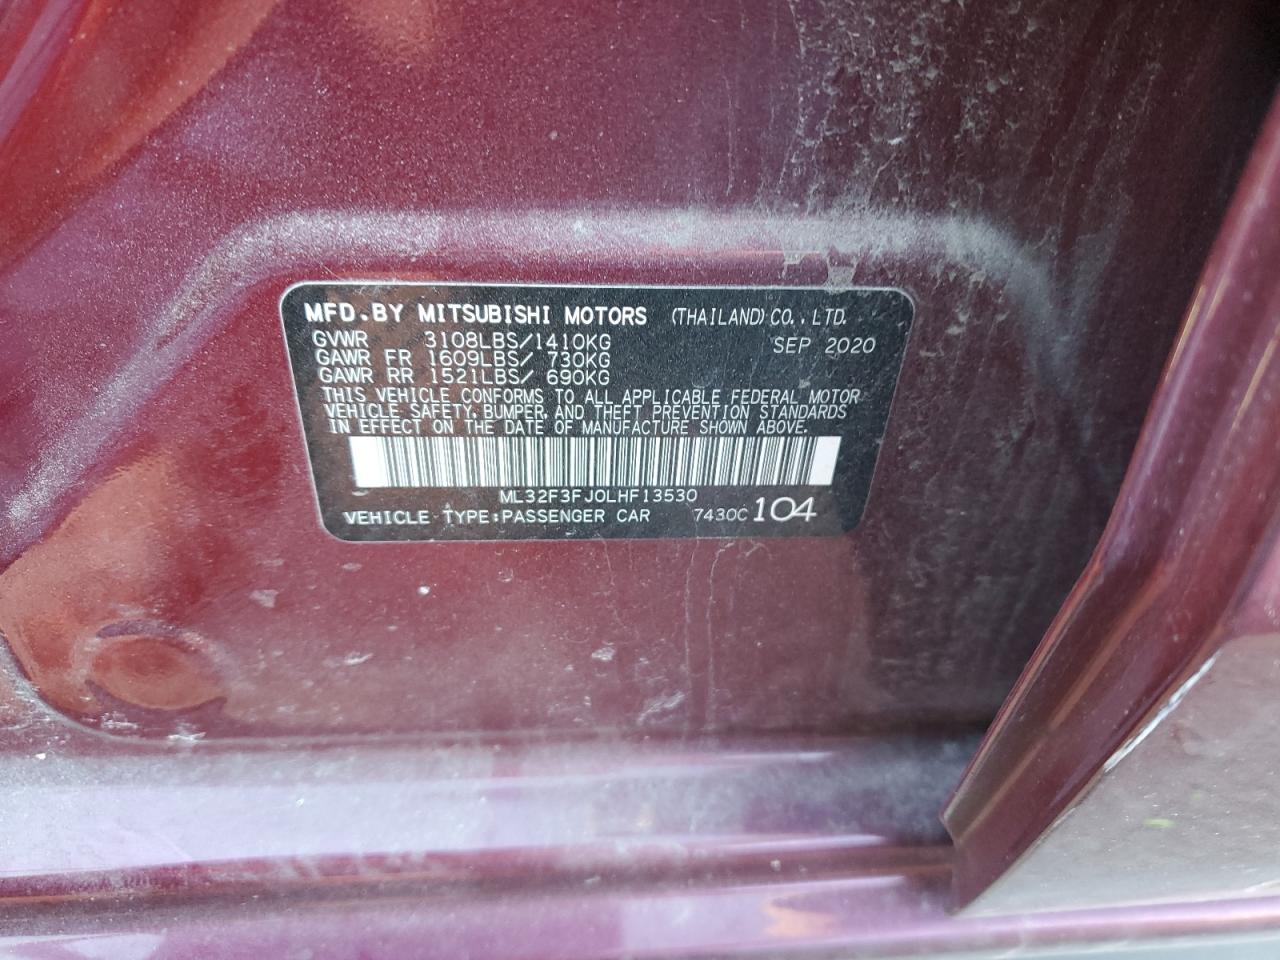 MFD.BY MITSUBISHI MOTORS (THAILAND) CO., LTD.
GVWR 3108LBS/1410KG SEP 2020
GAWR FR 1609LBS/ 730KG
GAWR RR 1521LBS/ 690KG
THIS VEHICLE CONFORMS TO ALL APPLICABLE FEDERAL MOTOR
VEHICLE SAFETY, BUMPER, AND THEFT PREVENTION STANDARDS
IN EFFECT ON THE DATE OF MANUFACTURE SHOWN ABOVE.
ML32F3FJ0LHF13530
VEHICLE TYPE:PASSENGER CAR 7430C 104